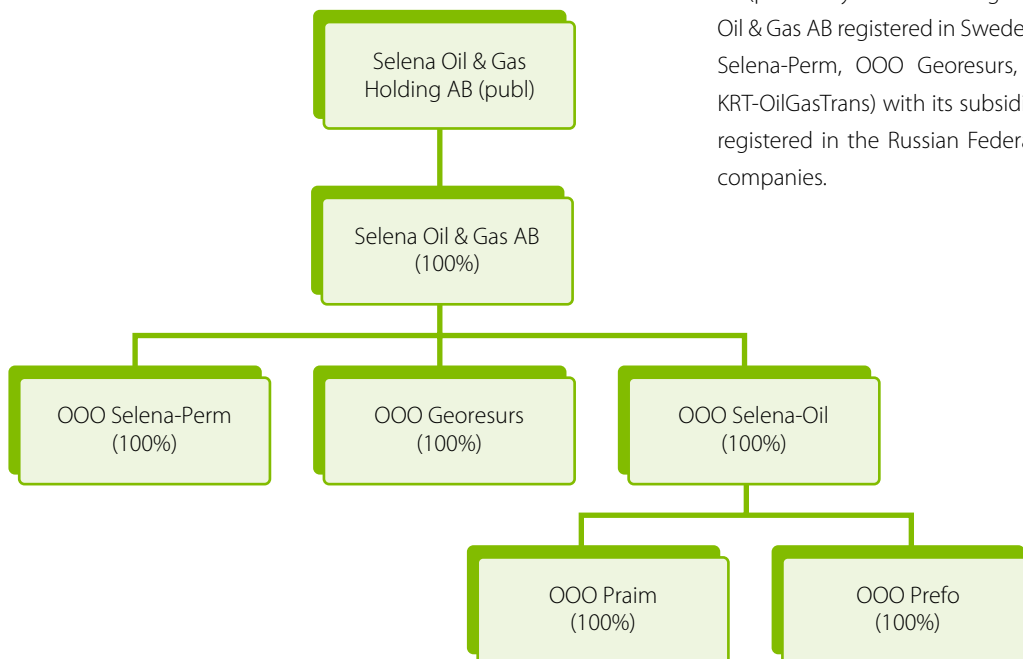 (p
Oil & Gas AB registered in Swede
Selena-Perm, OOO Georesurs,
KRT-OilGasTrans) with its subsid
registered in the Russian Federa
companies.
Selena Oil & Gas
Holding AB (publ)
Selena Oil & Gas AB
(100%)
OOO Selena-Perm
(100%)
OOO Georesurs
(100%)
OOO Selena-Oil
(100%)
OOO Praim
(100%)
OOO Prefo
(100%)